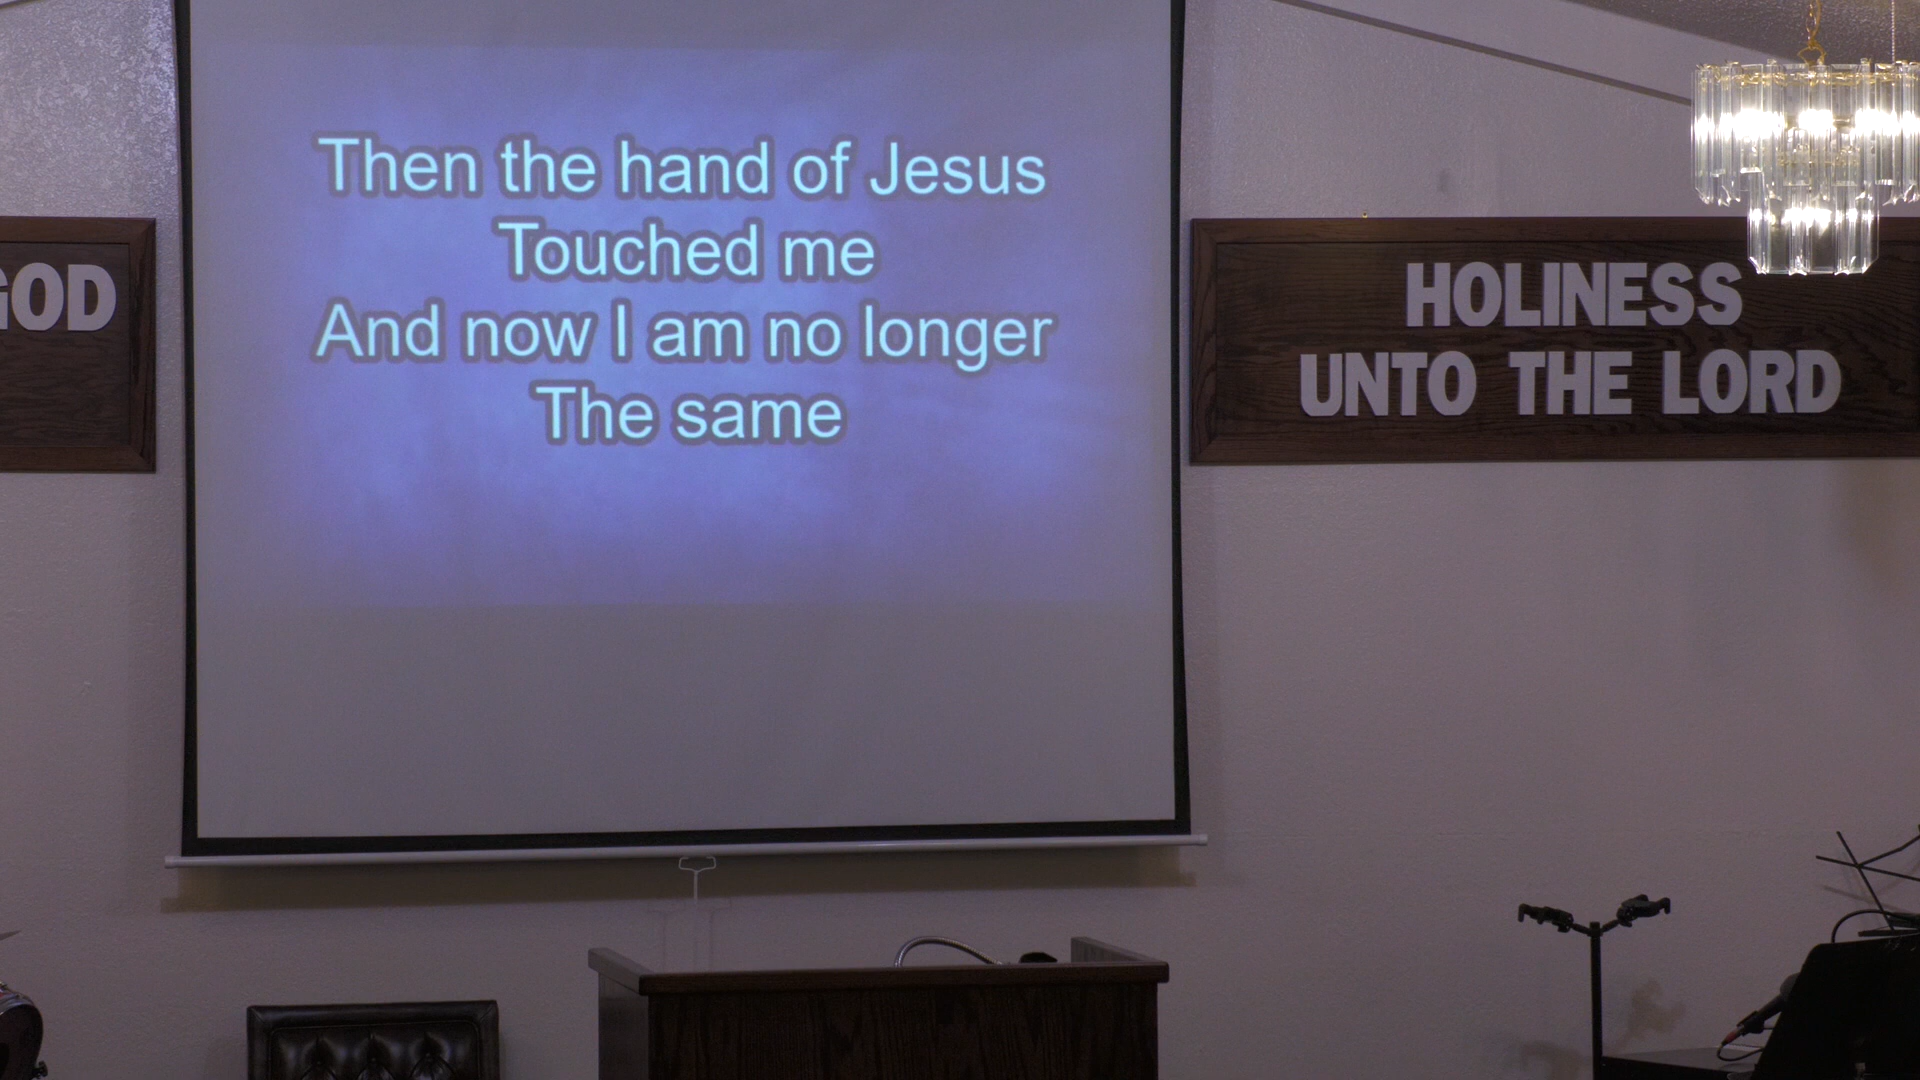 Then the hand of Jesus
Touched me
And now I am no longer
The same
GOD
HOLINESS
UNTO THE LORD